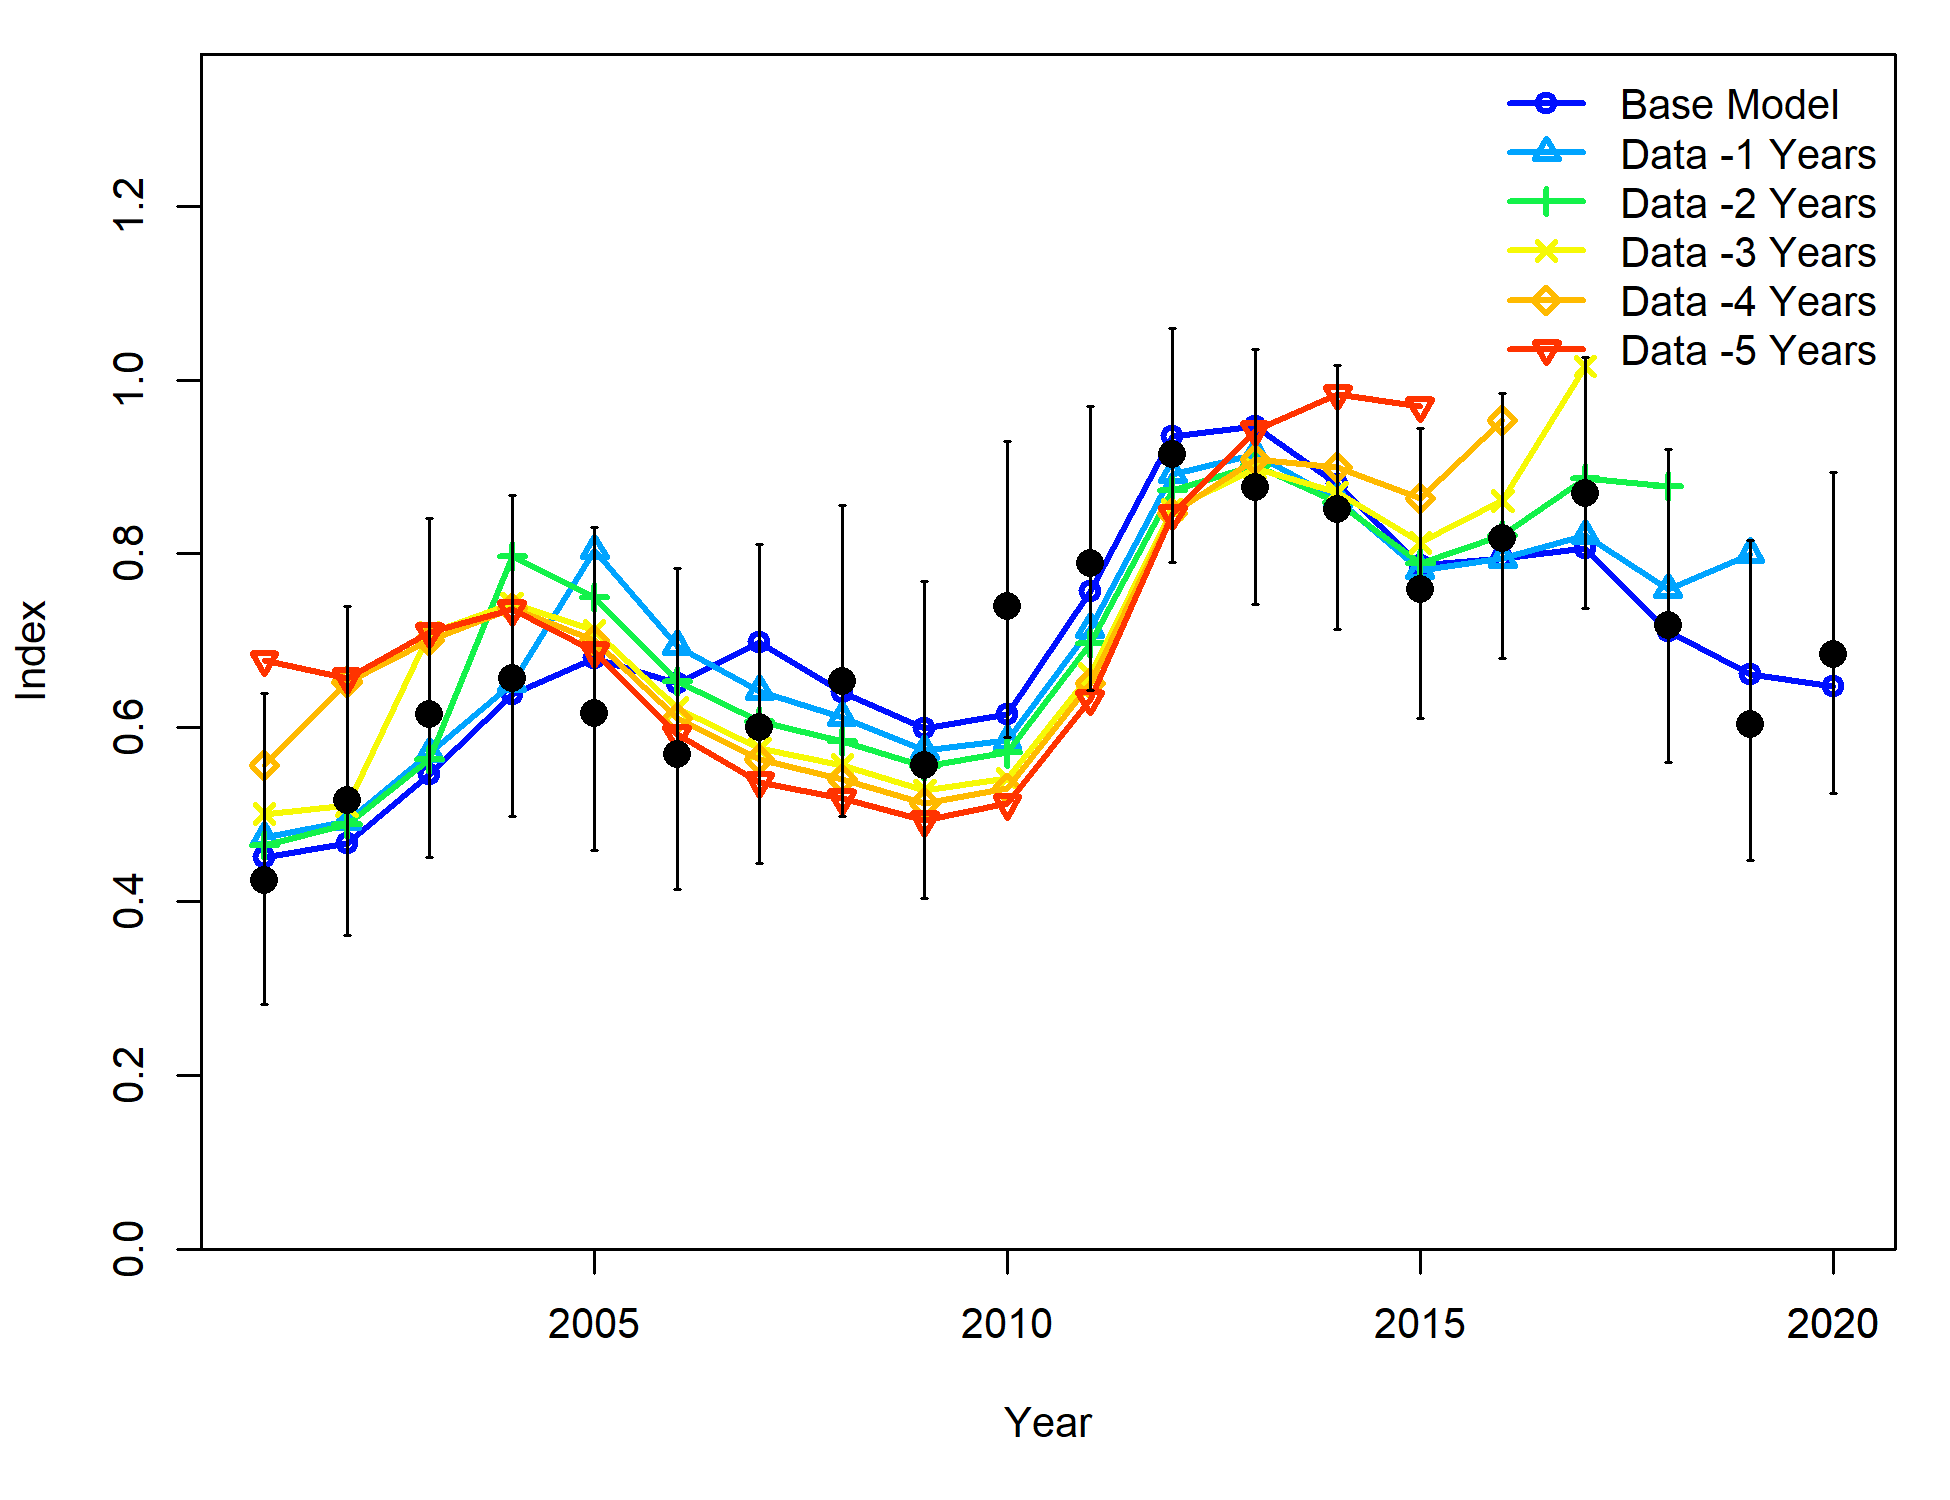 Base Model
Data -1 Years
Data -2 Years
Data -3 Years
Data -4 Years
Data -5 Years
1.2
1.0
0.8
0.6
0.4
0.2
0.0
Index
2005 2010 2015 2020
Year